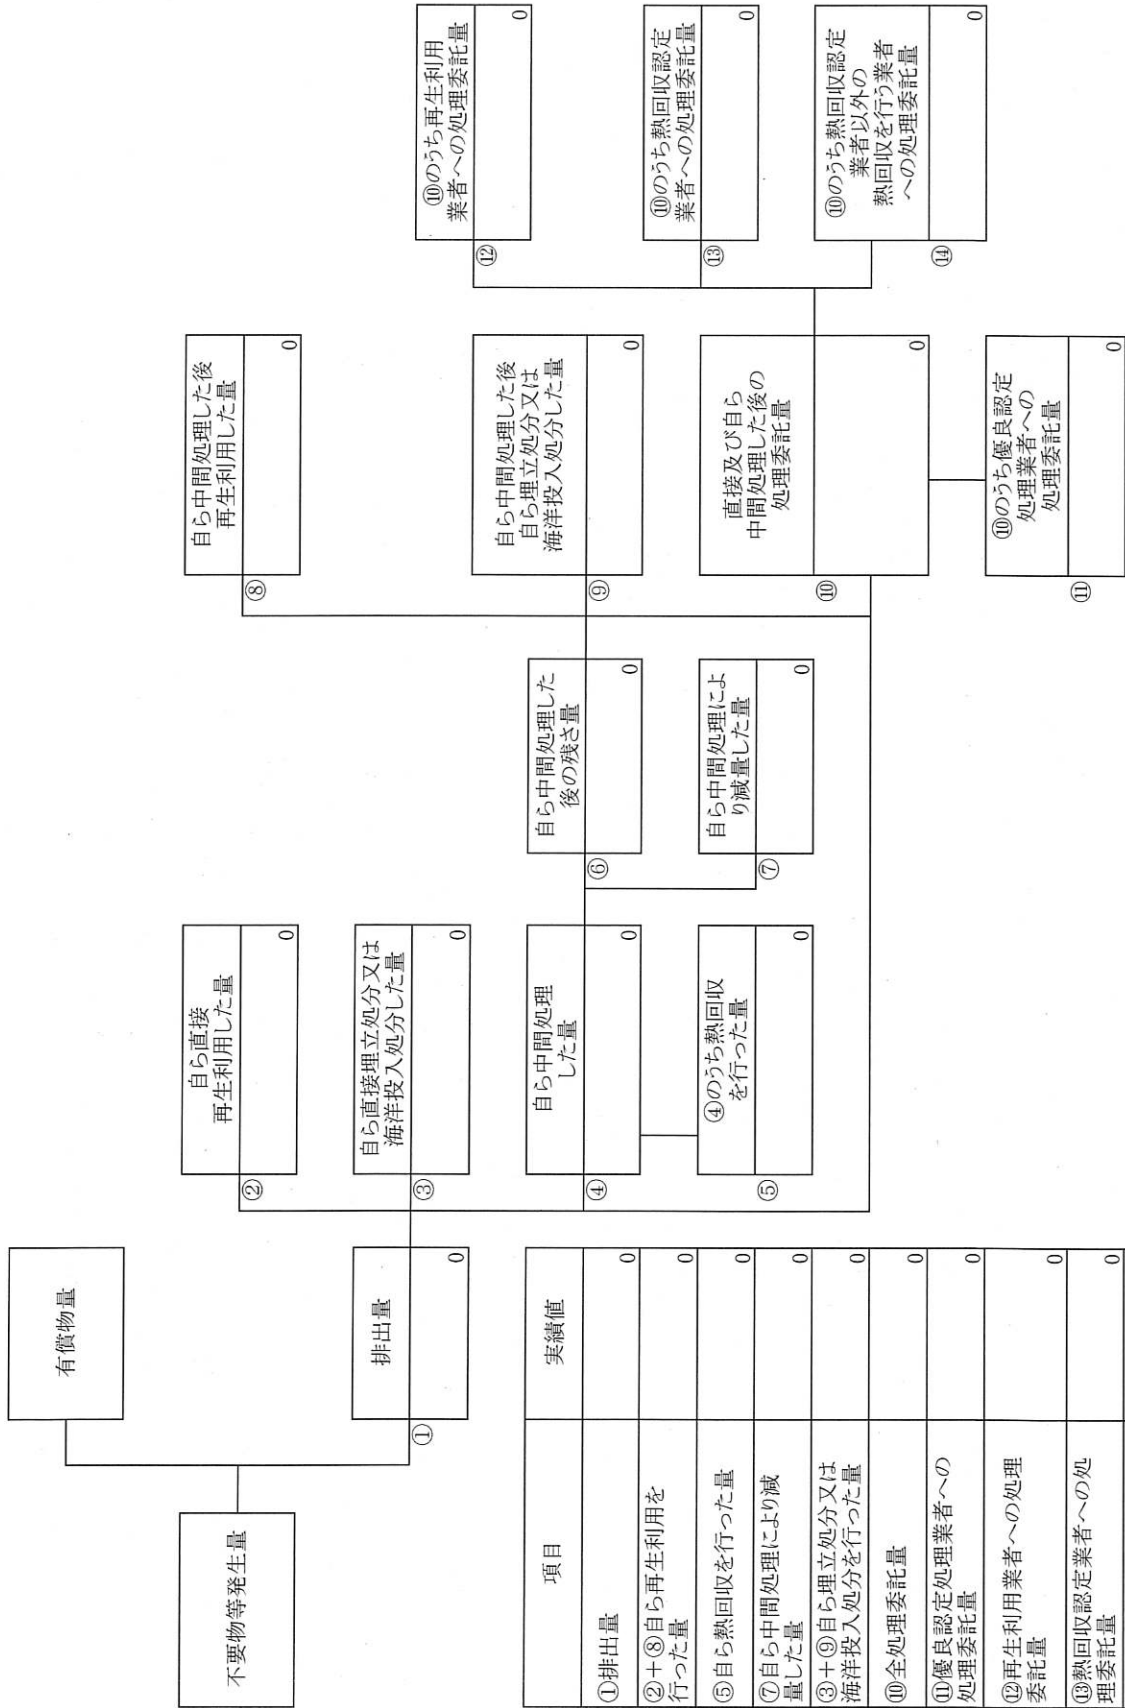 不要物等発生量
有償物量
①
排出量
0
②
自ら直接
再生利用した量
0
③
自ら直接埋立処分又は
海洋投入処分した量
0
④
自ら中間処理
した量
0
⑤
④のうち熱回収
を行った量
0
⑥
自ら中間処理した
後の残さ量
0
⑦
自ら中間処理によ
り減量した量
0
⑧
自ら中間処理した後
再生利用した量
0
⑨
自ら中間処理した後
自ら埋立処分又は
海洋投入処分した量
0
⑩
直接及び自ら
中間処理した後の
処理委託量
0
⑪
⑩のうち優良認定
処理業者への
処理委託量
0
⑫
⑩のうち再生利用
業者への処理委託量
0
⑬
⑩のうち熱回収認定
業者への処理委託量
0
⑭
⑩のうち熱回収認定
業者以外の
熱回収を行う業者
への処理委託量
0
項目
実績値
①排出量
0
②+⑧自ら再生利用を
行った量
0
⑤自ら熱回収を行った量
0
⑦自ら中間処理により減
量した量
0
③+⑨自ら埋立処分又は
海洋投入処分を行った量
0
⑩全処理委託量
0
⑪優良認定処理業者への
処理委託量
0
⑫再生利用業者への処理
委託量
0
⑬熱回収認定業者への処
理委託量
0